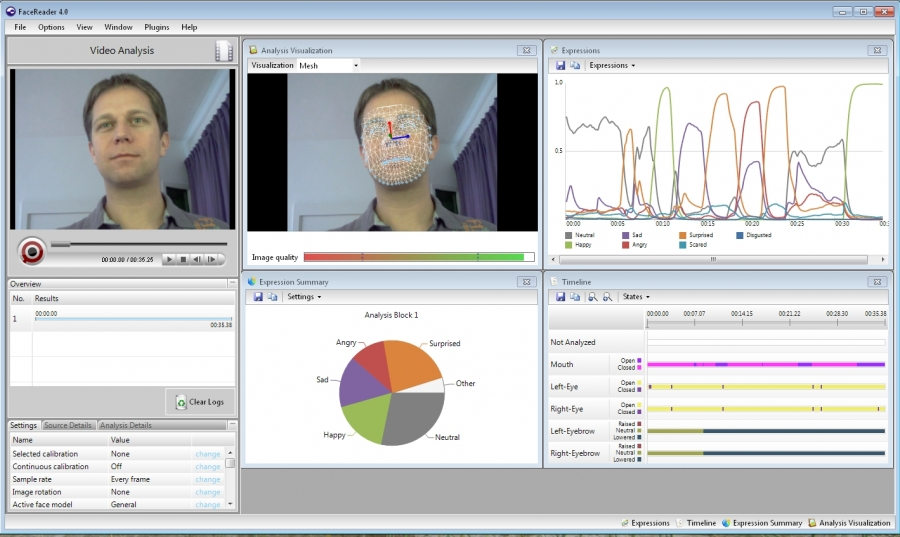 FaceReader 4.0
File Options View Window Plugins Help
Video Analysis
00:00.00 / 00:35.26
Overview
No. Results
1 00:00.00
00:35.38
Clear Logs
Settings Source Details Analysis Details
Name Value
Selected calibration None change
Continuous calibration Off change
Sample rate Every frame change
Image rotation None change
Active face model General change
Analysis Visualization
Visualization Mesh
Image quality
Expressions
Expressions
1.0
0.5
00:00 00:05 00:10 00:15 00:20 00:25 00:30
Neutral Sad Surprised Disgusted
Happy Angry Scared
Expression Summary
Settings
Analysis Block 1
Angry
Surprised
Sad
Other
Happy
Neutral
Timeline
States
00:00.00 00:07.07 00:14.15 00:21.22 00:28.30 00:35.38
Not Analyzed
Mouth Open
Closed
Left-Eye Open
Closed
Right-Eye Open
Closed
Left-Eyebrow Raised
Neutral
Lowered
Right-Eyebrow Raised
Neutral
Lowered
Expressions Timeline Expression Summary Analysis Visualization